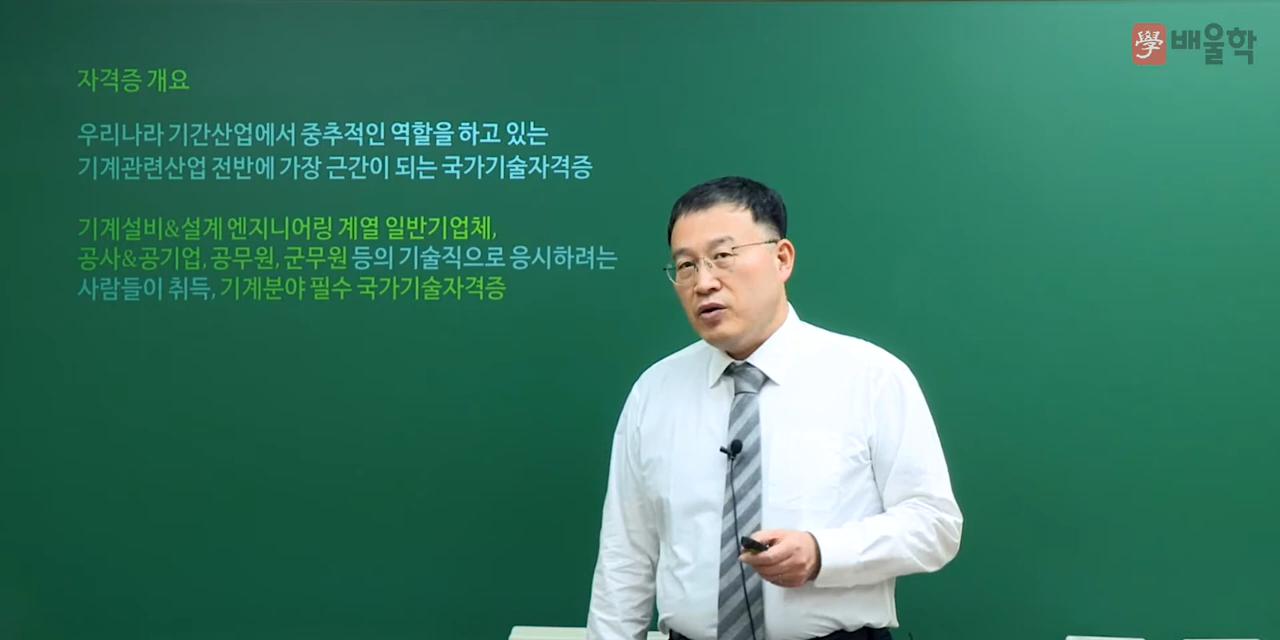 學 배울학
자격증 개요
우리나라 기간산업에서 중추적인 역할을 하고 있는
기계관련산업 전반에 가장 근간이 되는 국가기술자격증
기계설비&설계 엔지니어링 계열 일반기업체,
공사&공기업, 공무원, 군무원 등의 기술직으로 응시하려는
사람들이 취득, 기계분야 필수 국가기술자격증